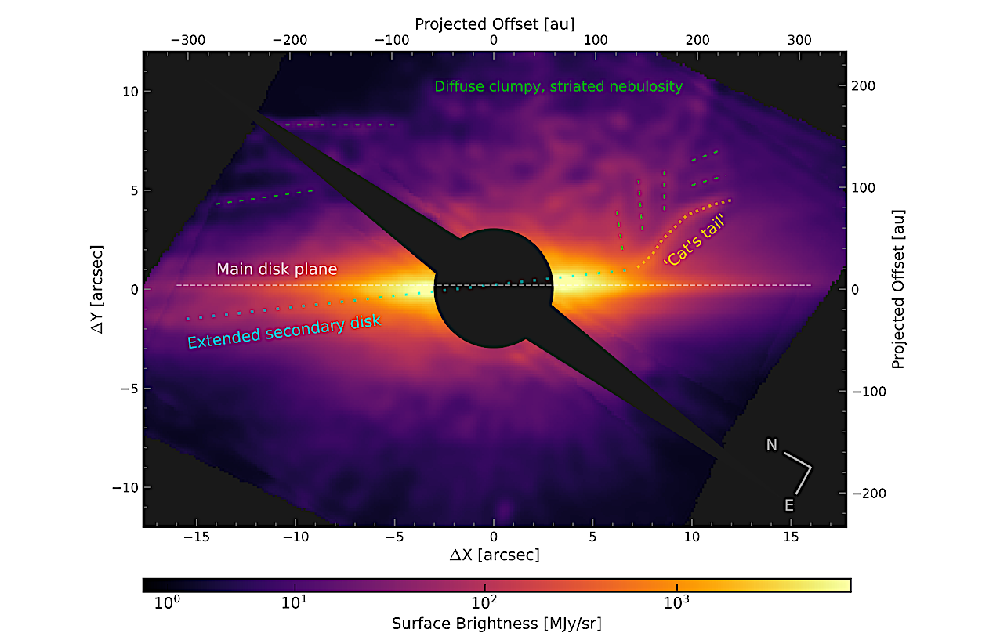 Projected Offset [au]
−300 −200 −100 0 100 200 300
Diffuse clumpy, striated nebulosity
10
5
0
−5
−10
ΔY [arcsec]
200
100
0
−100
−200
Projected Offset [au]
'Cat's tail'
Main disk plane
Extended secondary disk
N
E
−15 −10 −5 0 5 10 15
ΔX [arcsec]
10⁰ 10¹ 10² 10³
Surface Brightness [MJy/sr]